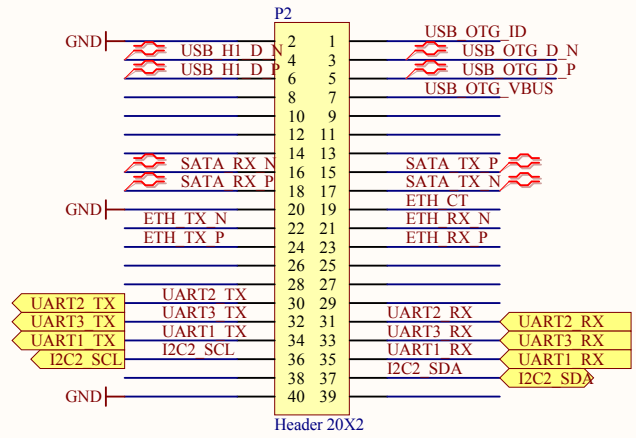 P2
USB_OTG_ID
GND 2 1
USB_H1_D_N USB_OTG_D_N
4 3
USB_H1_D_P USB_OTG_D_P
6 5
USB_OTG_VBUS
8 7
10 9
12 11
14 13
SATA_RX_N SATA_TX_P
16 15
SATA_RX_P SATA_TX_N
18 17
ETH_CT
GND 20 19
ETH_TX_N ETH_RX_N
22 21
ETH_TX_P ETH_RX_P
24 23
26 25
28 27
UART2_TX
UART2_TX 30 29
UART3_TX UART2_RX
UART3_TX 32 31 UART2_RX
UART1_TX UART3_RX
UART1_TX 34 33 UART3_RX
I2C2_SCL UART1_RX
I2C2_SCL 36 35 UART1_RX
I2C2_SDA
38 37 I2C2_SDA
GND 40 39
Header 20X2